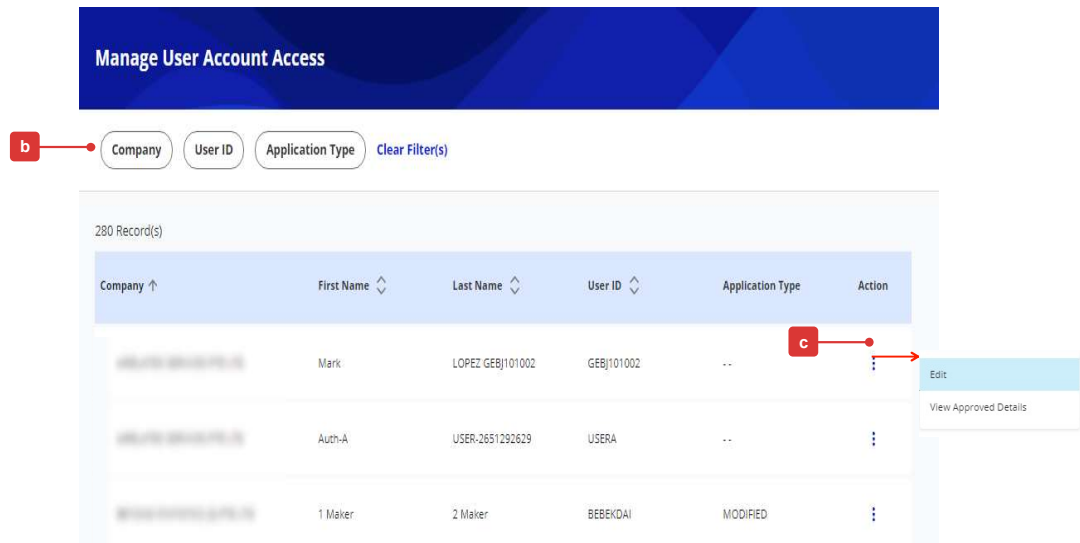 Manage User Account Access
b
Company User ID Application Type Clear Filter(s)
280 Record(s)
Company First Name Last Name User ID Application Type Action
c
Mark LOPEZ GEBJ101002 GEBJ101002 --
Edit
View Approved Details
Auth-A USER-2651292629 USERA --
1 Maker 2 Maker BEBEKDAI MODIFIED